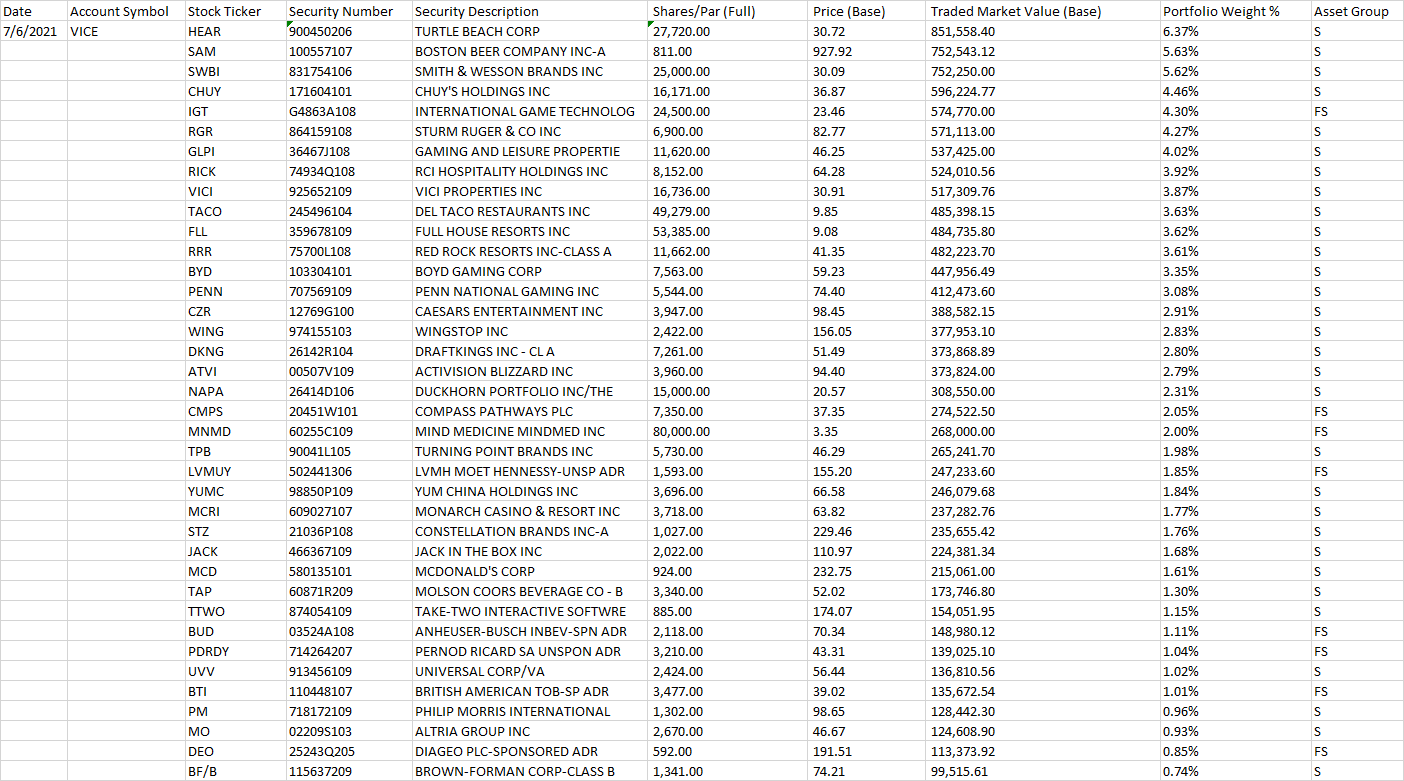 Date Account Symbol Stock Ticker Security Number Security Description Shares/Par (Full) Price (Base) Traded Market Value (Base) Portfolio Weight % Asset Group
7/6/2021 VICE HEAR 900450206 TURTLE BEACH CORP 27,720.00 30.72 851,558.40 6.37% S
SAM 100557107 BOSTON BEER COMPANY INC-A 811.00 927.92 752,543.12 5.63% S
SWBI 831754106 SMITH & WESSON BRANDS INC 25,000.00 30.09 752,250.00 5.62% S
CHUY 171604101 CHUY'S HOLDINGS INC 16,171.00 36.87 596,224.77 4.46% S
IGT G4863A108 INTERNATIONAL GAME TECHNOLOG 24,500.00 23.46 574,770.00 4.30% FS
RGR 864159108 STURM RUGER & CO INC 6,900.00 82.77 571,113.00 4.27% S
GLPI 36467J108 GAMING AND LEISURE PROPERTIE 11,620.00 46.25 537,425.00 4.02% S
RICK 74934Q108 RCI HOSPITALITY HOLDINGS INC 8,152.00 64.28 524,010.56 3.92% S
VICI 925652109 VICI PROPERTIES INC 16,736.00 30.91 517,309.76 3.87% S
TACO 245496104 DEL TACO RESTAURANTS INC 49,279.00 9.85 485,398.15 3.63% S
FLL 359678109 FULL HOUSE RESORTS INC 53,385.00 9.08 484,735.80 3.62% S
RRR 75700L108 RED ROCK RESORTS INC-CLASS A 11,662.00 41.35 482,223.70 3.61% S
BYD 103304101 BOYD GAMING CORP 7,563.00 59.23 447,956.49 3.35% S
PENN 707569109 PENN NATIONAL GAMING INC 5,544.00 74.40 412,473.60 3.08% S
CZR 12769G100 CAESARS ENTERTAINMENT INC 3,947.00 98.45 388,582.15 2.91% S
WING 974155103 WINGSTOP INC 2,422.00 156.05 377,953.10 2.83% S
DKNG 26142R104 DRAFTKINGS INC - CL A 7,261.00 51.49 373,868.89 2.80% S
ATVI 00507V109 ACTIVISION BLIZZARD INC 3,960.00 94.40 373,824.00 2.79% S
NAPA 26414D106 DUCKHORN PORTFOLIO INC/THE 15,000.00 20.57 308,550.00 2.31% S
CMPS 20451W101 COMPASS PATHWAYS PLC 7,350.00 37.35 274,522.50 2.05% FS
MNMD 60255C109 MIND MEDICINE MINDMED INC 80,000.00 3.35 268,000.00 2.00% FS
TPB 90041L105 TURNING POINT BRANDS INC 5,730.00 46.29 265,241.70 1.98% S
LVMUY 502441306 LVMH MOET HENNESSY-UNSP ADR 1,593.00 155.20 247,233.60 1.85% FS
YUMC 98850P109 YUM CHINA HOLDINGS INC 3,696.00 66.58 246,079.68 1.84% S
MCRI 609027107 MONARCH CASINO & RESORT INC 3,718.00 63.82 237,282.76 1.77% S
STZ 21036P108 CONSTELLATION BRANDS INC-A 1,027.00 229.46 235,655.42 1.76% S
JACK 466367109 JACK IN THE BOX INC 2,022.00 110.97 224,381.34 1.68% S
MCD 580135101 MCDONALD'S CORP 924.00 232.75 215,061.00 1.61% S
TAP 60871R209 MOLSON COORS BEVERAGE CO - B 3,340.00 52.02 173,746.80 1.30% S
TTWO 874054109 TAKE-TWO INTERACTIVE SOFTWRE 885.00 174.07 154,051.95 1.15% S
BUD 03524A108 ANHEUSER-BUSCH INBEV-SPN ADR 2,118.00 70.34 148,980.12 1.11% FS
PDRDY 714264207 PERNOD RICARD SA UNSPON ADR 3,210.00 43.31 139,025.10 1.04% FS
UVV 913456109 UNIVERSAL CORP/VA 2,424.00 56.44 136,810.56 1.02% S
BTI 110448107 BRITISH AMERICAN TOB-SP ADR 3,477.00 39.02 135,672.54 1.01% FS
PM 718172109 PHILIP MORRIS INTERNATIONAL 1,302.00 98.65 128,442.30 0.96% S
MO 02209S103 ALTRIA GROUP INC 2,670.00 46.67 124,608.90 0.93% S
DEO 25243Q205 DIAGEO PLC-SPONSORED ADR 592.00 191.51 113,373.92 0.85% FS
BF/B 115637209 BROWN-FORMAN CORP-CLASS B 1,341.00 74.21 99,515.61 0.74% S